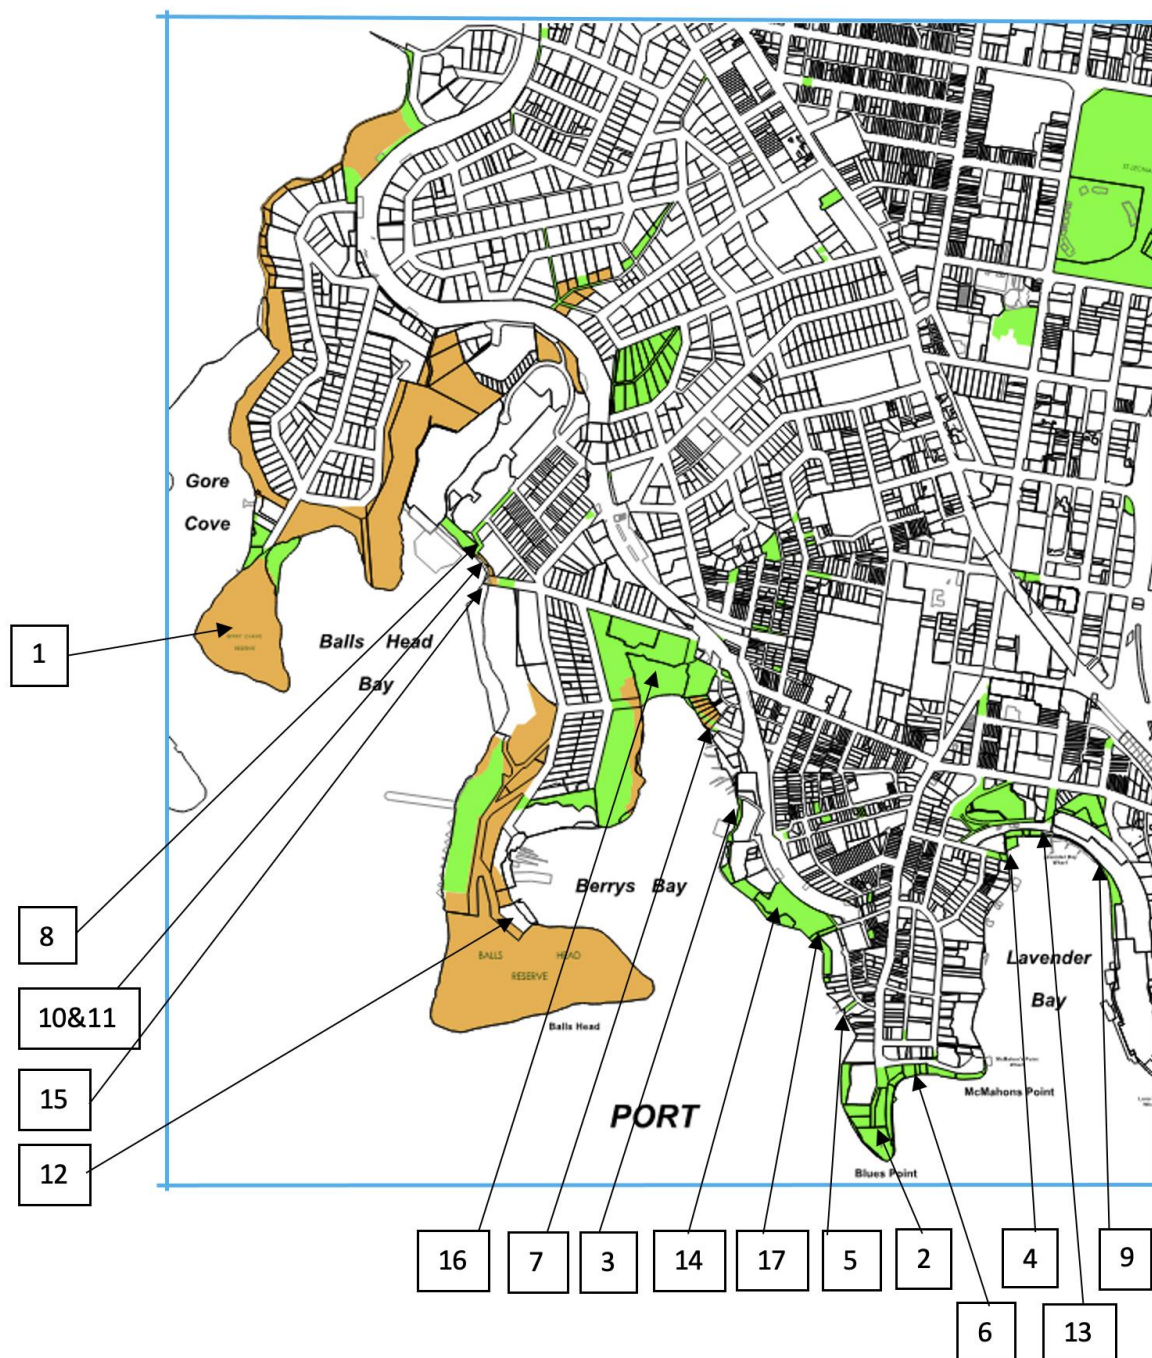 Gore
Cove
1
Balls Head
Bay
8
Berrys Bay
10&11
BALLS HEAD
RESERVE
Lavender
Bay
Balls Head
15
McMahons Point
PORT
12
Blues Point
16
7
3
14
17
5
2
4
9
6
13